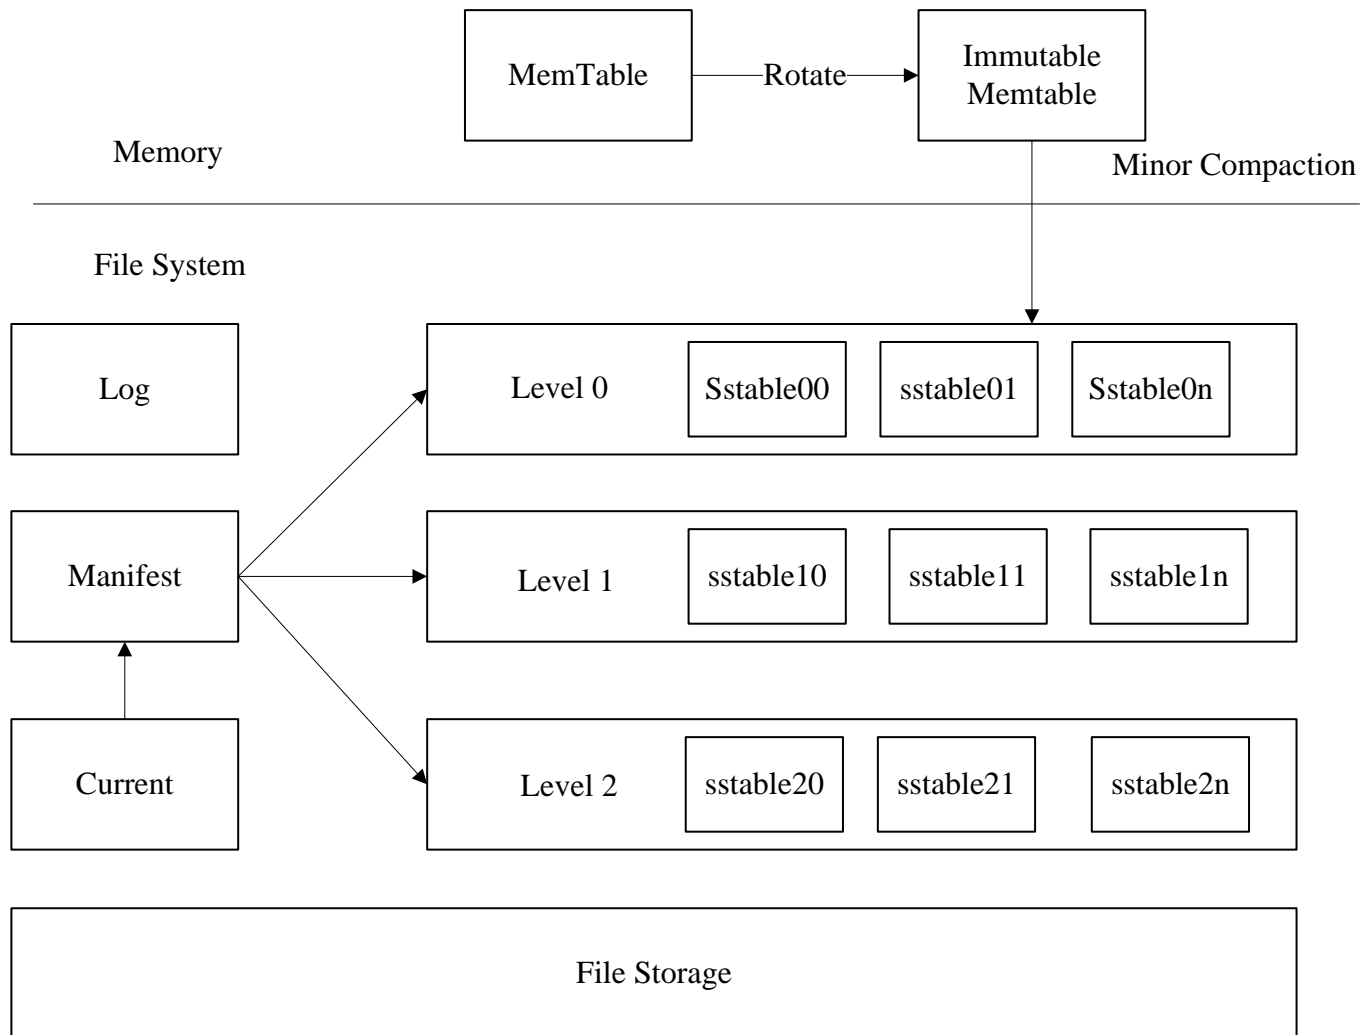 MemTable
Rotate
Immutable
Memtable
Memory
Minor Compaction
File System
Log
Level 0
Sstable00
sstable01
Sstable0n
Manifest
Level 1
sstable10
sstable11
sstable1n
Current
Level 2
sstable20
sstable21
sstable2n
File Storage